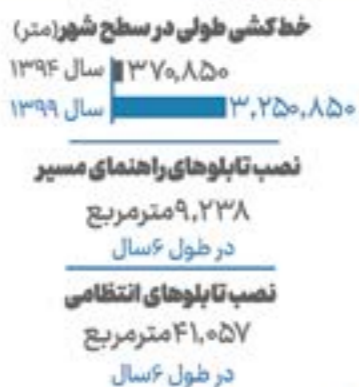 خط‌کشی طولی در سطح شهر(متر)
سال ۱۳۹۴ ۳۷۰,۸۵۰
سال ۱۳۹۹ ۳,۲۵۰,۸۵۰
نصب تابلوهای راهنمای مسیر
۹,۲۳۸مترمربع
در طول ۶سال
نصب تابلوهای انتظامی
۴۱,۰۵۷مترمربع
در طول ۶سال